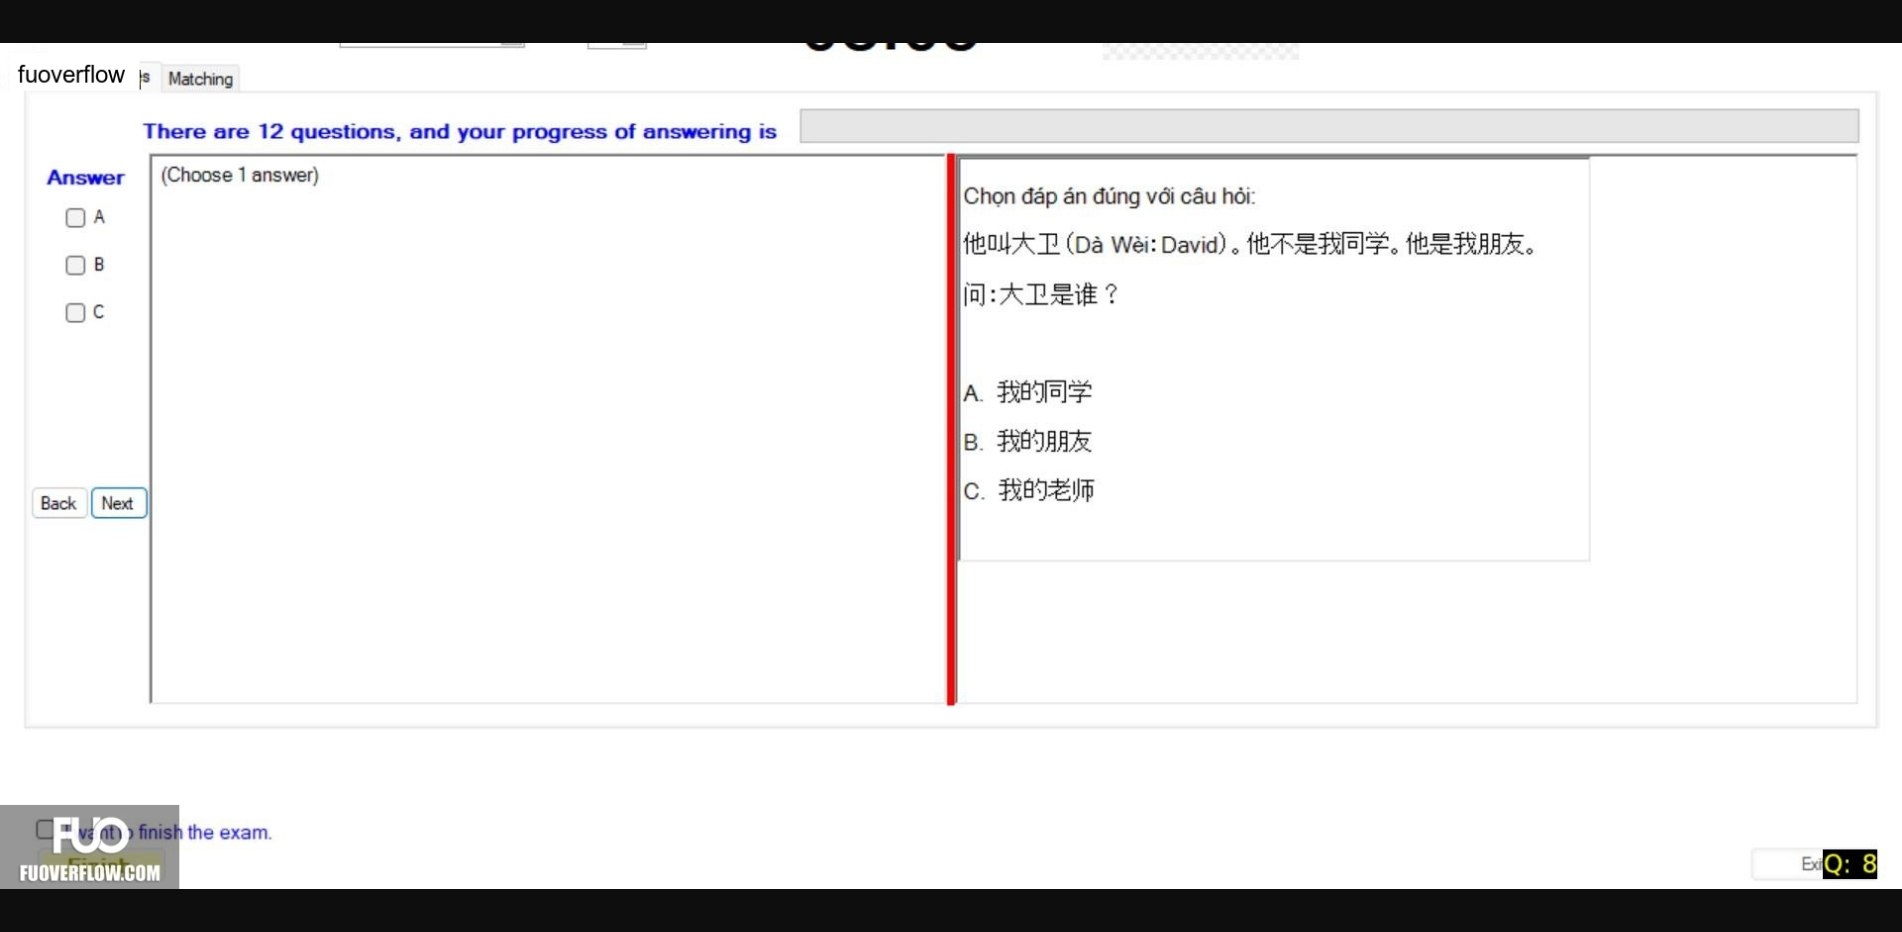 fuoverflow
Matching
There are 12 questions, and your progress of answering is
Answer
(Choose 1 answer)
A
B
C
Back Next
Chọn đáp án đúng với câu hỏi:
他叫大卫(Dà Wèi: David)。他不是我同学。他是我朋友。
问:大卫是谁?
A. 我的同学
B. 我的朋友
C. 我的老师
finish the exam.
FUO
FUOVERFLOW.COM
Q: 8